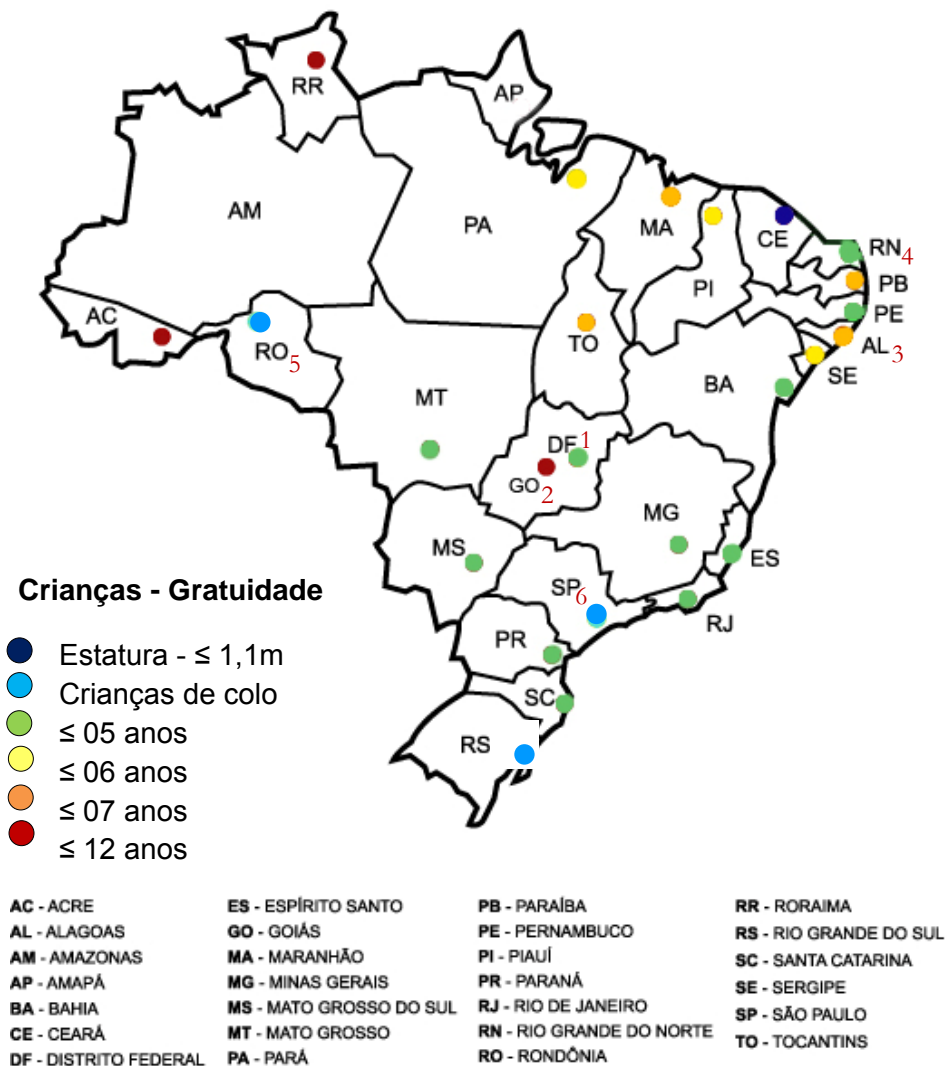 RR
AP
AM
PA
MA
CE
RN4
PI
PB
AC
PE
RO5
TO
AL3
SE
MT
BA
DF1
GO2
MG
MS
ES
SP6
RJ
PR
SC
RS
Crianças - Gratuidade
Estatura - ≤ 1,1m
Crianças de colo
≤ 05 anos
≤ 06 anos
≤ 07 anos
≤ 12 anos
AC - ACRE
AL - ALAGOAS
AM - AMAZONAS
AP - AMAPÁ
BA - BAHIA
CE - CEARÁ
DF - DISTRITO FEDERAL
ES - ESPÍRITO SANTO
GO - GOIÁS
MA - MARANHÃO
MG - MINAS GERAIS
MS - MATO GROSSO DO SUL
MT - MATO GROSSO
PA - PARÁ
PB - PARAÍBA
PE - PERNAMBUCO
PI - PIAUÍ
PR - PARANÁ
RJ - RIO DE JANEIRO
RN - RIO GRANDE DO NORTE
RO - RONDÔNIA
RR - RORAIMA
RS - RIO GRANDE DO SUL
SC - SANTA CATARINA
SE - SERGIPE
SP - SÃO PAULO
TO - TOCANTINS